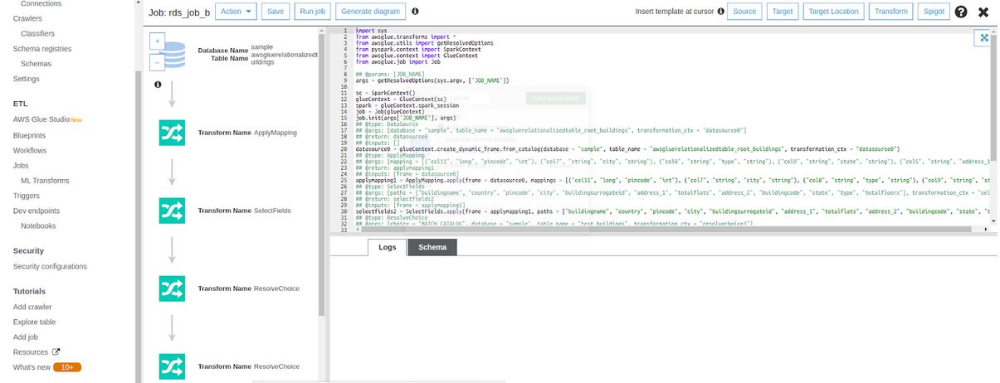 Connections
Crawlers
Classifiers
Schema registries
Schemas
Settings
ETL
AWS Glue Studio New
Blueprints
Workflows
Jobs
ML Transforms
Triggers
Dev endpoints
Notebooks
Security
Security configurations
Tutorials
Add crawler
Explore table
Add job
Resources
What's new 10+
Job: rds_job_b
Action
Save
Run job
Generate diagram
Insert template at cursor
Source
Target
Target Location
Transform
Spigot
Database Name sample
Table Name awsgluerelationalizedt
uildings
Transform Name ApplyMapping
Transform Name SelectFields
Transform Name ResolveChoice
Transform Name ResolveChoice
1 import sys
2 from awsglue.transforms import *
3 from awsglue.utils import getResolvedOptions
4 from pyspark.context import SparkContext
5 from awsglue.context import GlueContext
6 from awsglue.job import Job
7
8 ## @params: [JOB_NAME]
9 args = getResolvedOptions(sys.argv, ['JOB_NAME'])
10
11 sc = SparkContext()
12 glueContext = GlueContext(sc)
13 spark = glueContext.spark_session
14 job = Job(glueContext)
15 job.init(args['JOB_NAME'], args)
16 ## @type: DataSource
17 ## @args: [database = "sample", table_name = "awsgluerelationalizedtable_root_buildings", transformation_ctx = "datasource0"]
18 ## @return: datasource0
19 ## @inputs: []
20 datasource0 = glueContext.create_dynamic_frame.from_catalog(database = "sample", table_name = "awsgluerelationalizedtable_root_buildings", transformation_ctx = "datasource0")
21 ## @type: ApplyMapping
22 ## @args: [mapping = [("col11", "long", "pincode", "int"), ("col7", "string", "city", "string"), ("col8", "string", "type", "string"), ("col9", "string", "state", "string"), ("col5", "string", "address_1
23 ## @return: applymapping1
24 ## @inputs: [frame = datasource0]
25 applymapping1 = ApplyMapping.apply(frame = datasource0, mappings = [("col11", "long", "pincode", "int"), ("col7", "string", "city", "string"), ("col8", "string", "type", "string"), ("col9", "string", "st
26 ## @type: SelectFields
27 ## @args: [paths = ["buildingname", "country", "pincode", "city", "buildingsurrogateid", "address_1", "totalflats", "address_2", "buildingcode", "state", "type", "totalfloors"], transformation_ctx = "sel
28 ## @return: selectfields2
29 ## @inputs: [frame = applymapping1]
30 selectfields2 = SelectFields.apply(frame = applymapping1, paths = ["buildingname", "country", "pincode", "city", "buildingsurrogateid", "address_1", "totalflats", "address_2", "buildingcode", "state", "t
31 ## @type: ResolveChoice
32 ## @args: [choice = "MATCH_CATALOG", database = "sample", table_name = "test_buildings", transformation_ctx = "resolvechoice3"]
33
Cancel
Take Screenshot
Logs
Schema